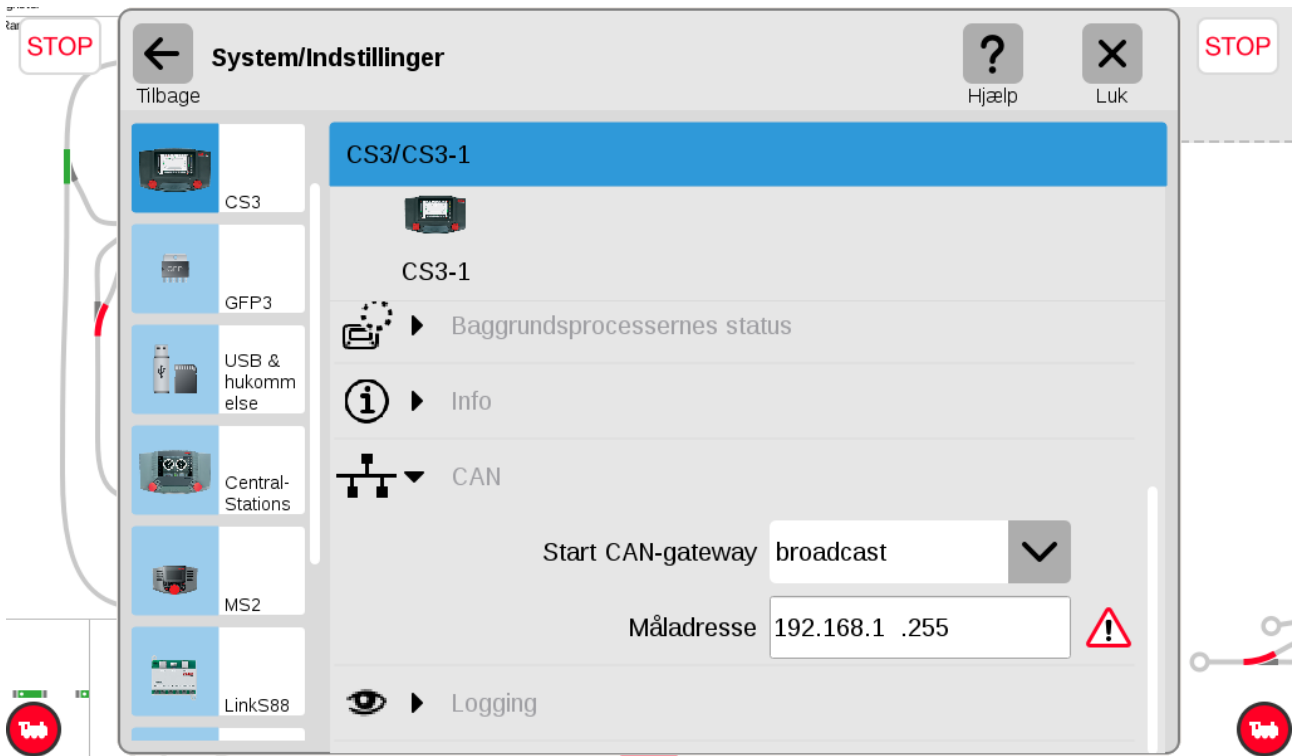 STOP
System/Indstillinger
Tilbage
Hjælp
Luk
STOP
CS3
GFP3
USB &
hukomm
else
Central-
Stations
MS2
LinkS88
CS3/CS3-1
CS3-1
Baggrundsprocessernes status
Info
CAN
Start CAN-gateway broadcast
Måladresse 192.168.1 .255
Logging